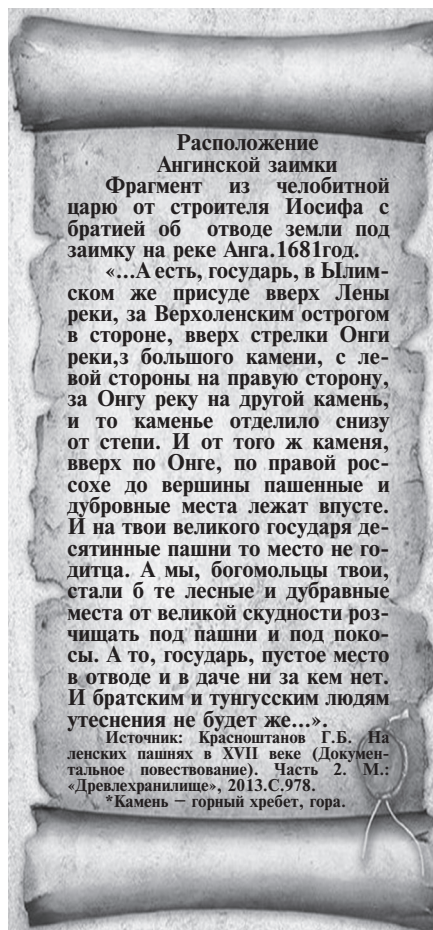 Расположение
Ангинской заимки
Фрагмент из челобитной
царю от строителя Иосифа с
братией об отводе земли под
заимку на реке Анга.1681год.
«...А есть, государь, в Ылим-
ском же присуде вверх Лены
реки, за Верхоленским острогом
в стороне, вверх стрелки Онги
реки,з большого камени, с ле-
вой стороны на правую сторону,
за Онгу реку на другой камень,
и то каменье отделило снизу
от степи. И от того ж каменя,
вверх по Онге, по правой рос-
сохе до вершины пашенные и
дубровные места лежат впусте.
И на твои великого государя де-
сятинные пашни то место не го-
дитца. А мы, богомольцы твои,
стали б те лесные и дубравные
места от великой скудности роз-
чищать под пашни и под поко-
сы. А то, государь, пустое место
в отводе и в даче ни за кем нет.
И братским и тунгусским людям
утеснения не будет же...».
Источник: Красноштанов Г.Б. На
ленских пашнях в XVII веке (Докумен-
тальное повествование). Часть 2. М.:
«Древлехранилище», 2013.С.978.
*Камень – горный хребет, гора.